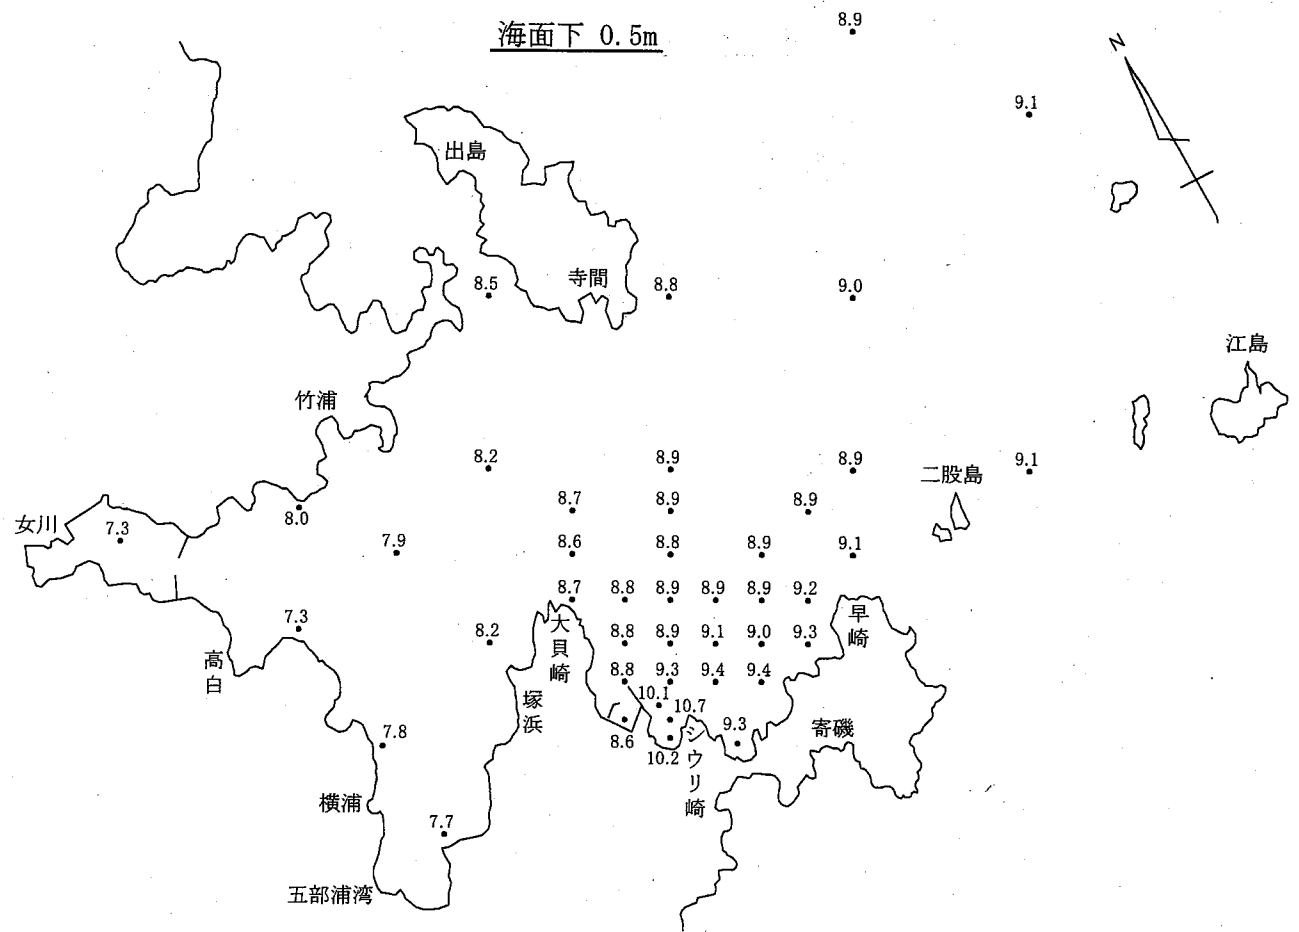 海面下 0.5m
8.9
N
9.1
出島
寺間
8.5
8.8
9.0
江島
竹浦
8.2
8.9
8.9
二股島
9.1
女川
7.3
8.0
8.7
8.9
8.9
7.9
8.6
8.8
8.9
9.1
8.7
8.8
8.9
8.9
8.9
9.2
7.3
8.2
大貝崎
8.8
8.9
9.1
9.0
9.3
早崎
高白
塚浜
8.8
9.3
9.4
9.4
10.1
10.7
7.8
8.6
10.2
シウリ崎
9.3
寄磯
横浦
7.7
五部浦湾